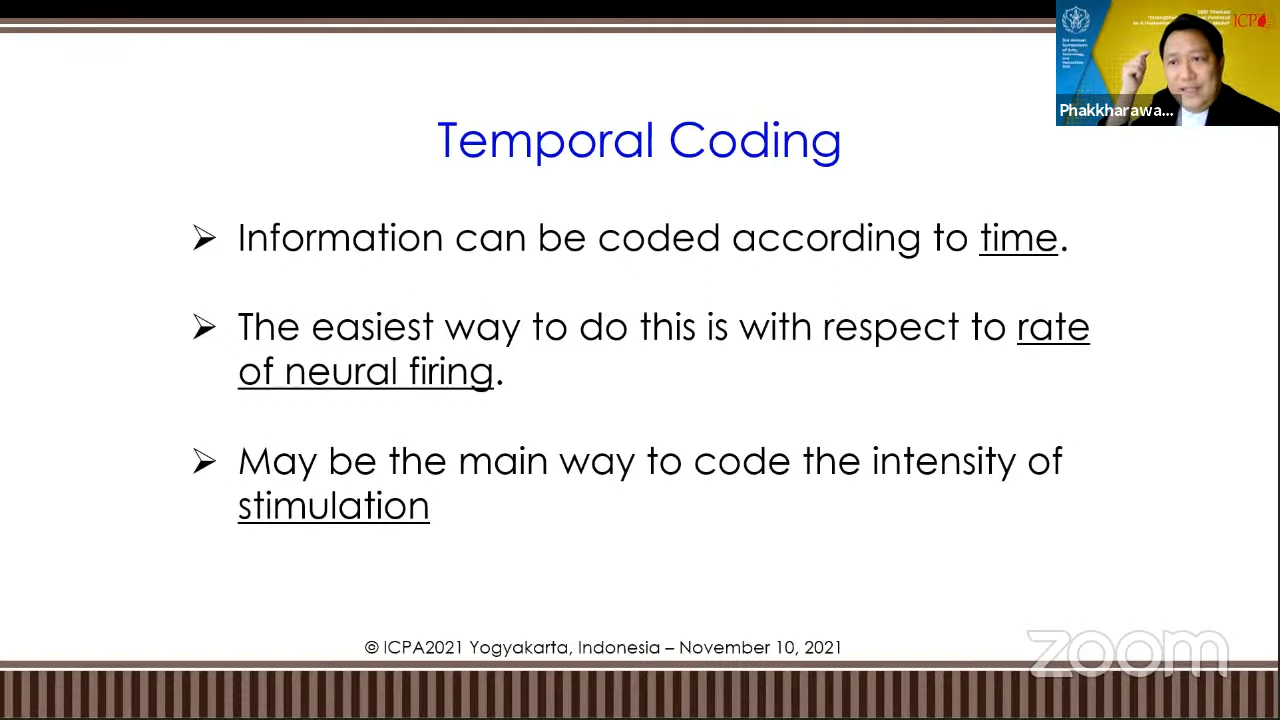 Temporal Coding
➢ Information can be coded according to time.
➢ The easiest way to do this is with respect to rate
of neural firing.
➢ May be the main way to code the intensity of
stimulation
© ICPA2021 Yogyakarta, Indonesia – November 10, 2021
zoom
Phakkharawa...
ICP